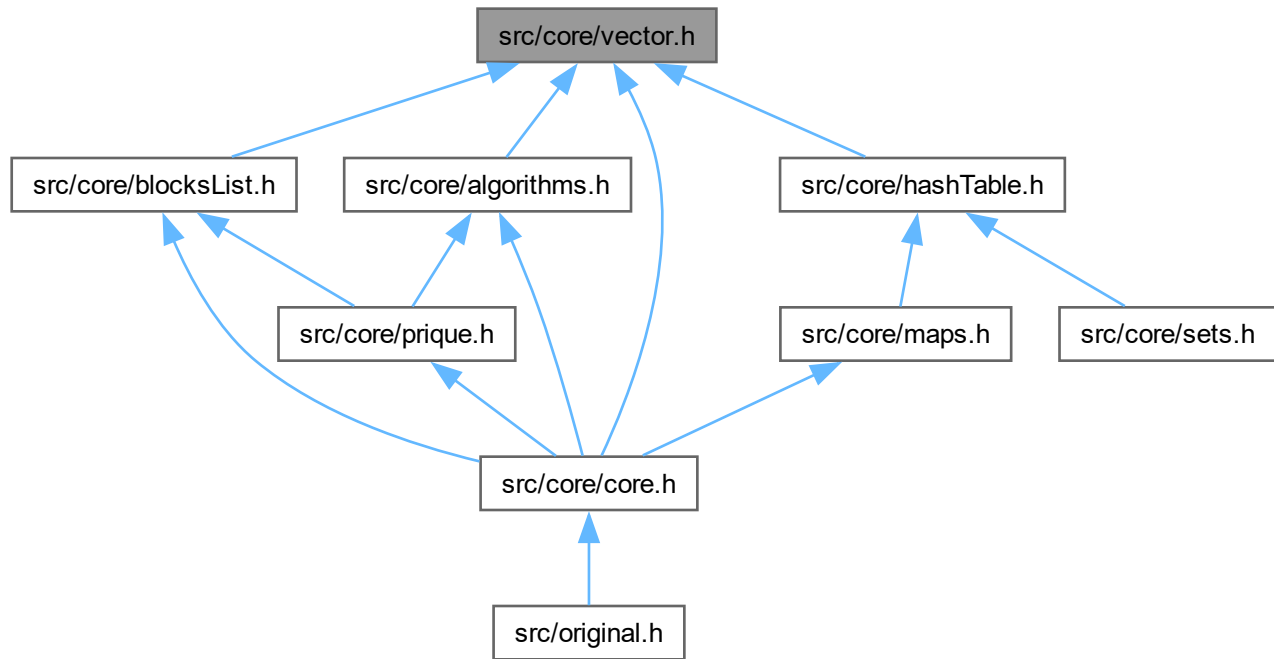 src/core/vector.h
src/core/blocksList.h
src/core/algorithms.h
src/core/hashTable.h
src/core/prique.h
src/core/maps.h
src/core/sets.h
src/core/core.h
src/original.h